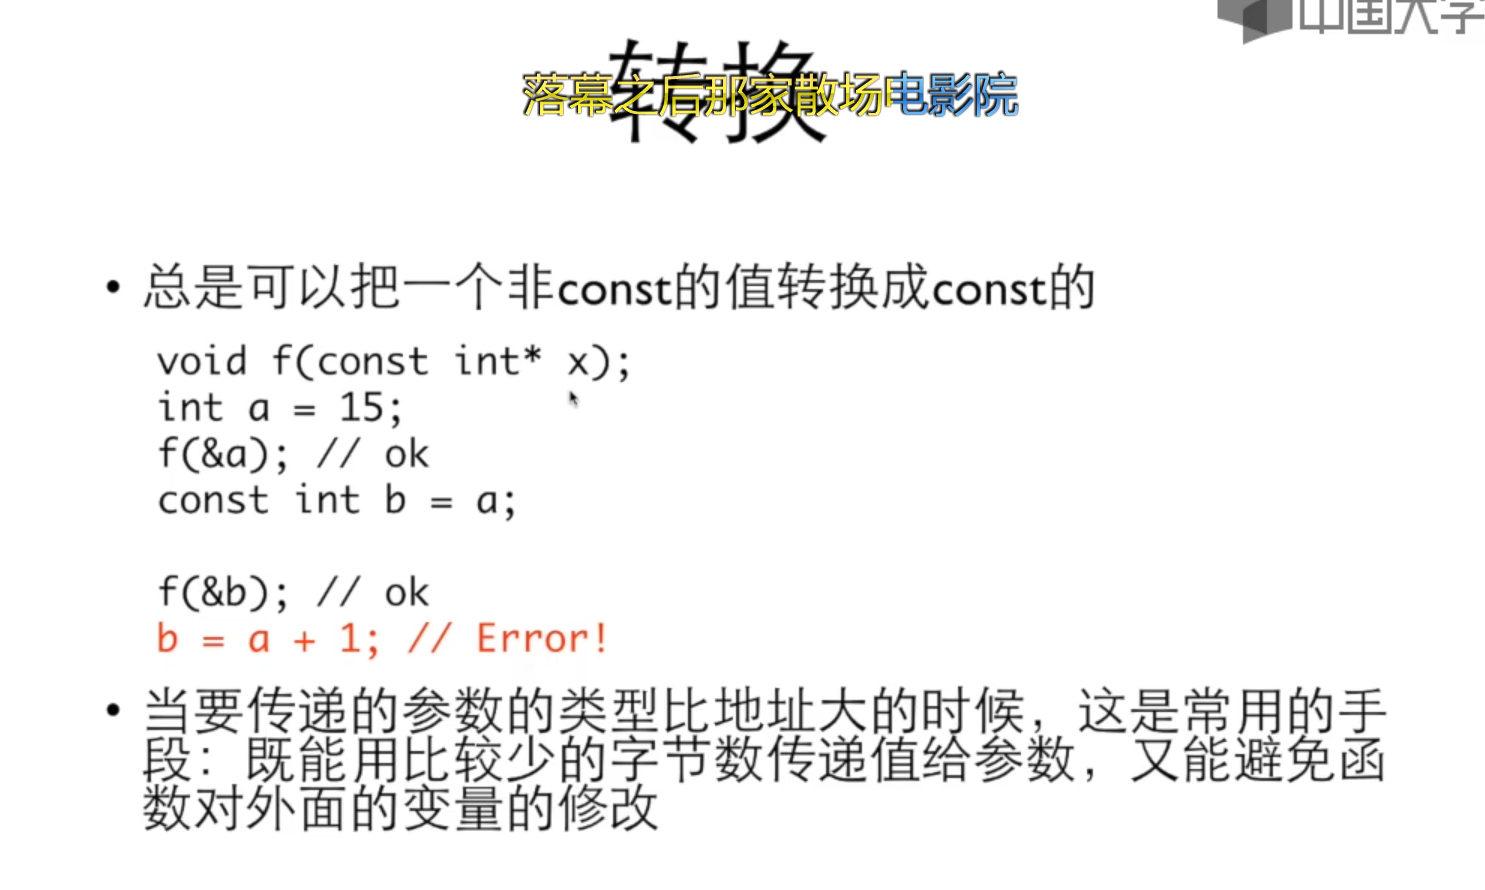 中国大学
转换
落幕之后那家散场电影院
• 总是可以把一个非const的值转换成const的
void f(const int* x);
int a = 15;
f(&a); // ok
const int b = a;
f(&b); // ok
b = a + 1; // Error!
• 当要传递的参数的类型比地址大的时候，这是常用的手
段：既能用比较少的字节数传递值给参数，又能避免函
数对外面的变量的修改